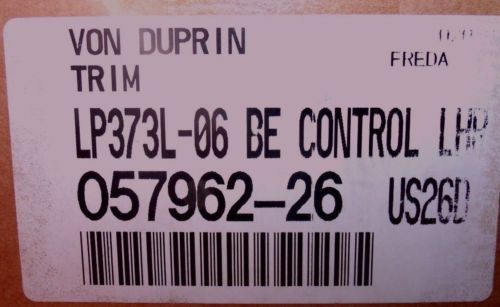 VON DUPRIN
FREDA
TRIM
LP373L-06 BE CONTROL LHR
057962-26 US26D